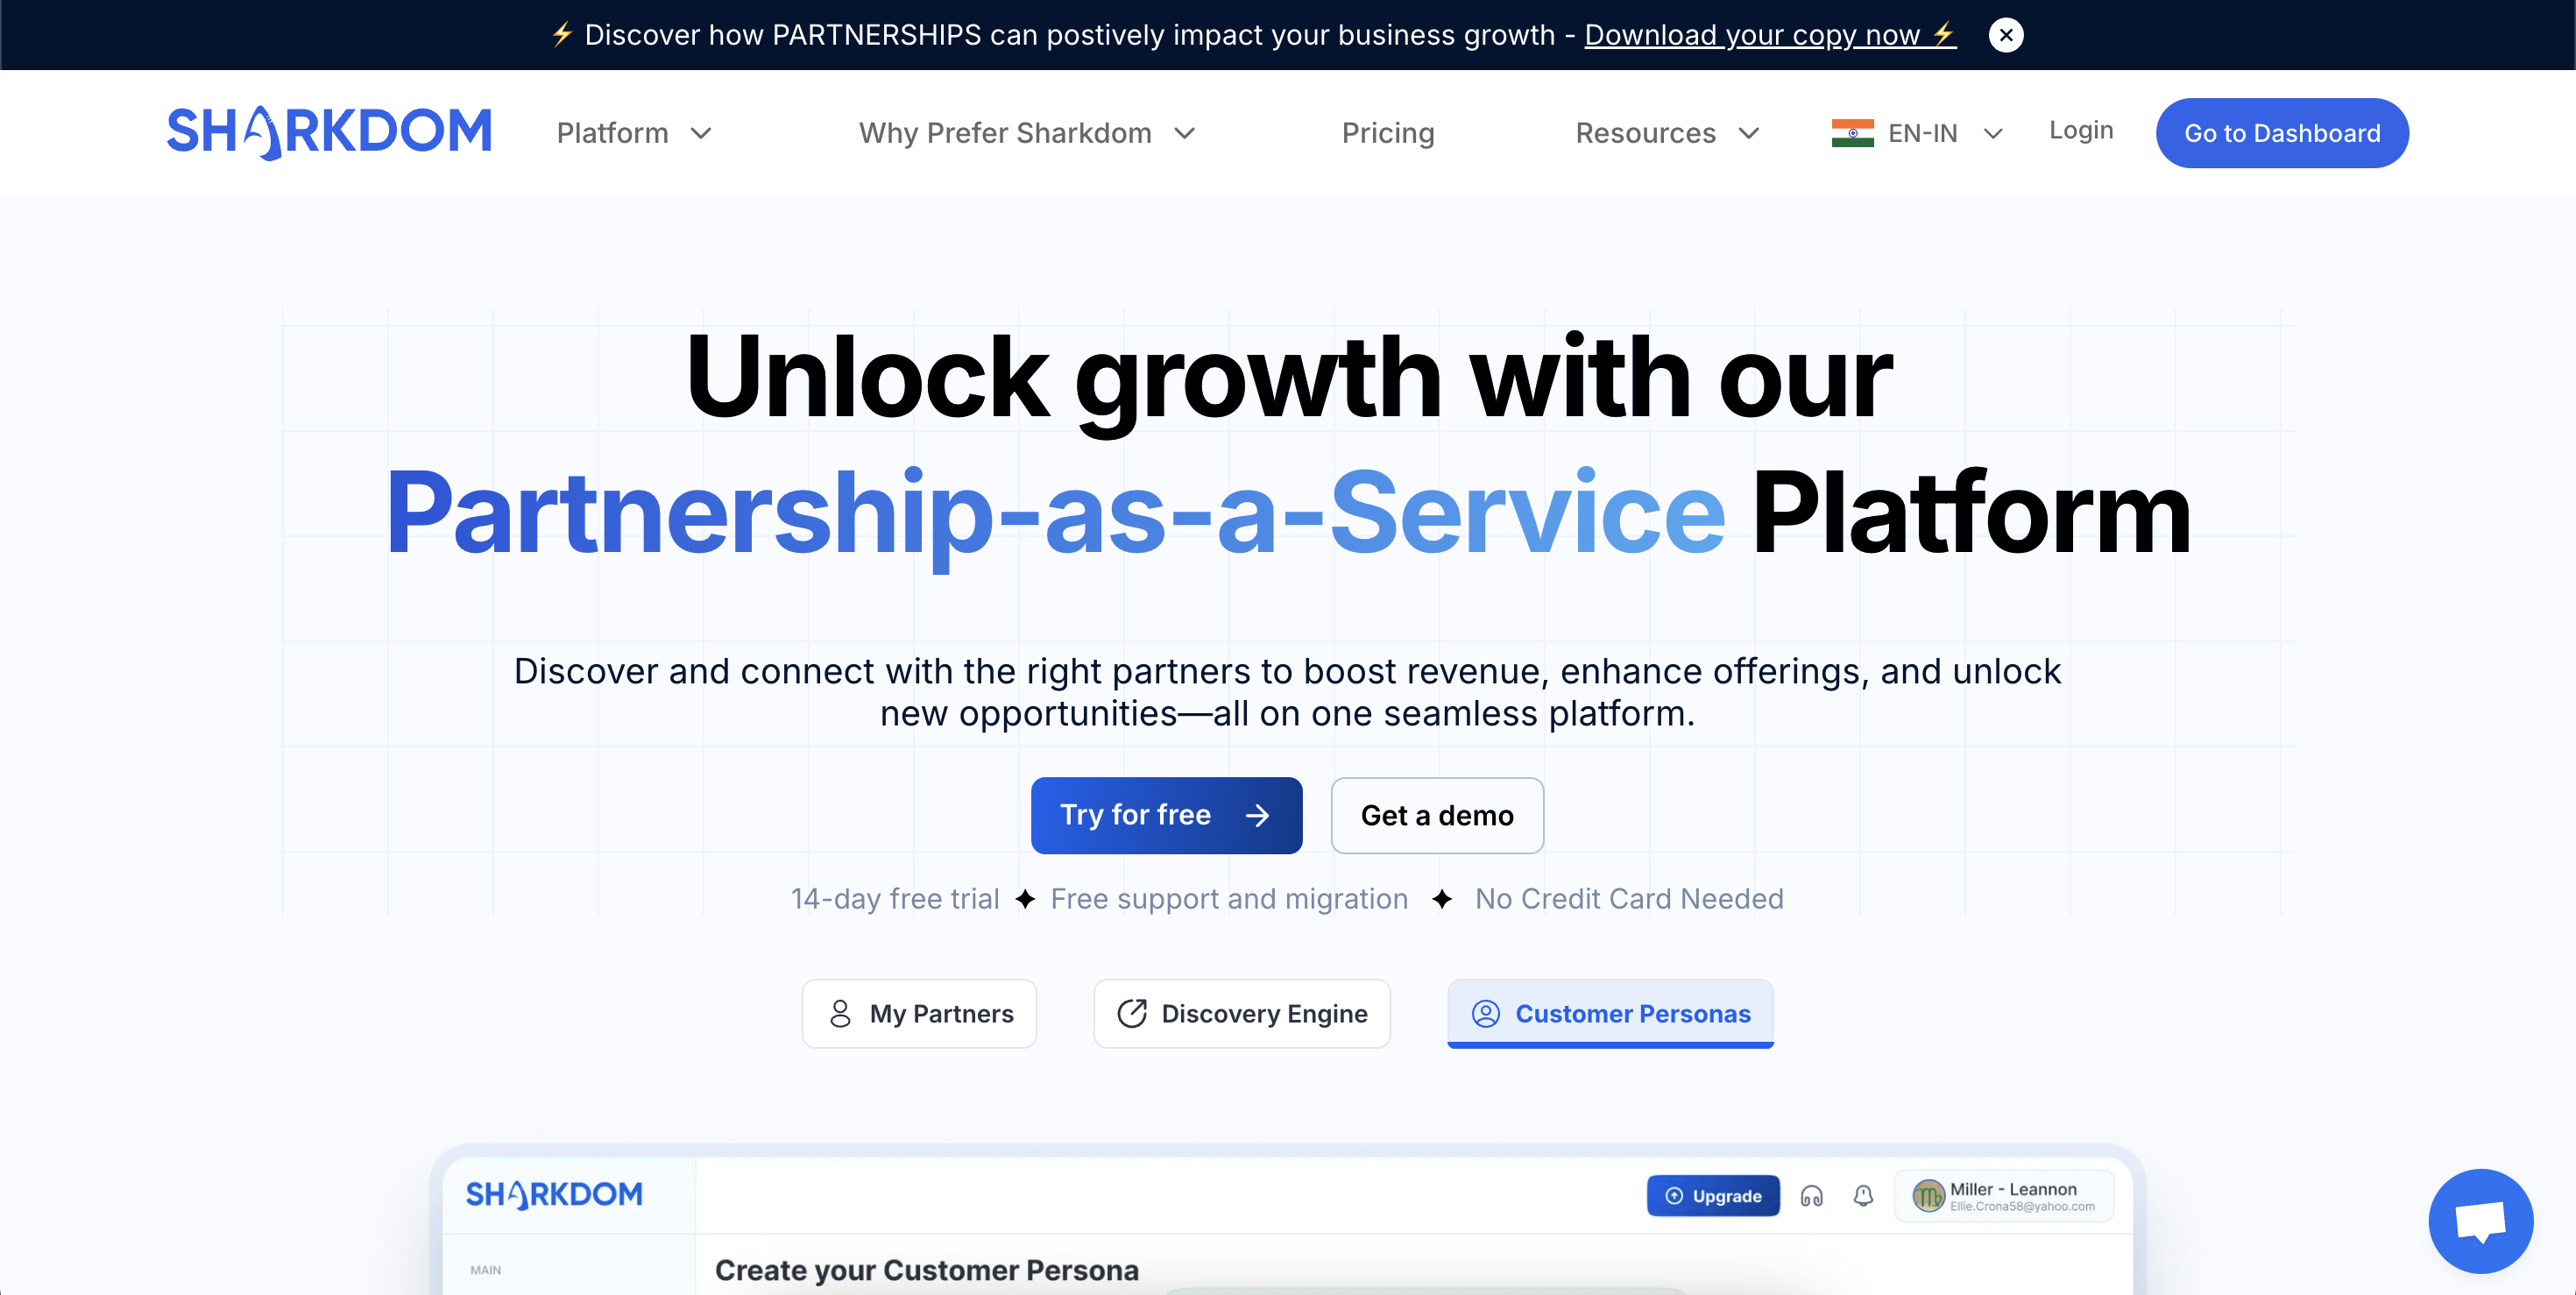 ⚡ Discover how PARTNERSHIPS can postively impact your business growth - Download your copy now ⚡
SHARKDOM
Platform
Why Prefer Sharkdom
Pricing
Resources
EN-IN
Login
Go to Dashboard
Unlock growth with our
Partnership-as-a-Service Platform
Discover and connect with the right partners to boost revenue, enhance offerings, and unlock
new opportunities—all on one seamless platform.
Try for free
Get a demo
14-day free trial ✦ Free support and migration ✦ No Credit Card Needed
My Partners
Discovery Engine
Customer Personas
SHARKDOM
Upgrade
Miller - Leannon
Ellie.Crona58@yahoo.com
MAIN
Create your Customer Persona